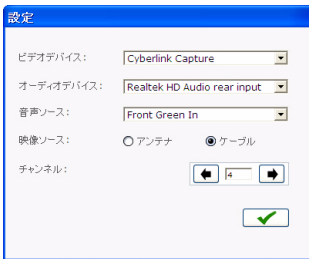 設定
ビデオデバイス: Cyberlink Capture
オーディオデバイス: Realtek HD Audio rear input
音声ソース: Front Green In
映像ソース: アンテナ ケーブル
チャンネル: 4